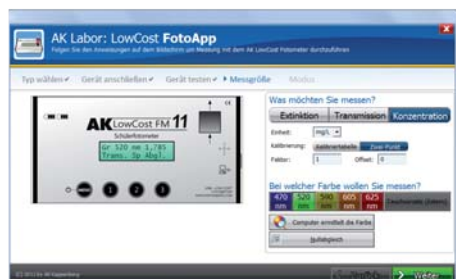 AK Labor: LowCost FotoApp
Folgen Sie den Anweisungen auf dem Bildschirm um Messung mit dem AK LowCost Fotometer durchzuführen
Typ wählen✔ Gerät anschließen✔ Gerät testen✔ Messgröße Modus
AK LowCost FM 11
Schülerfotometer
Gr 520 nm 1,785
Trans. Sp Abgl.
1 2 3
Was möchten Sie messen?
Extinktion Transmission Konzentration
Einheit: mg/L
Kalibrierung: Kalibriertabelle Zwei-Punkt
Faktor: 1 Offset: 0
Bei welcher Farbe wollen Sie messen?
470 nm 520 nm 590 nm 605 nm 625 nm
Computer ermittelt die Farbe
Nullabgleich
Weiter